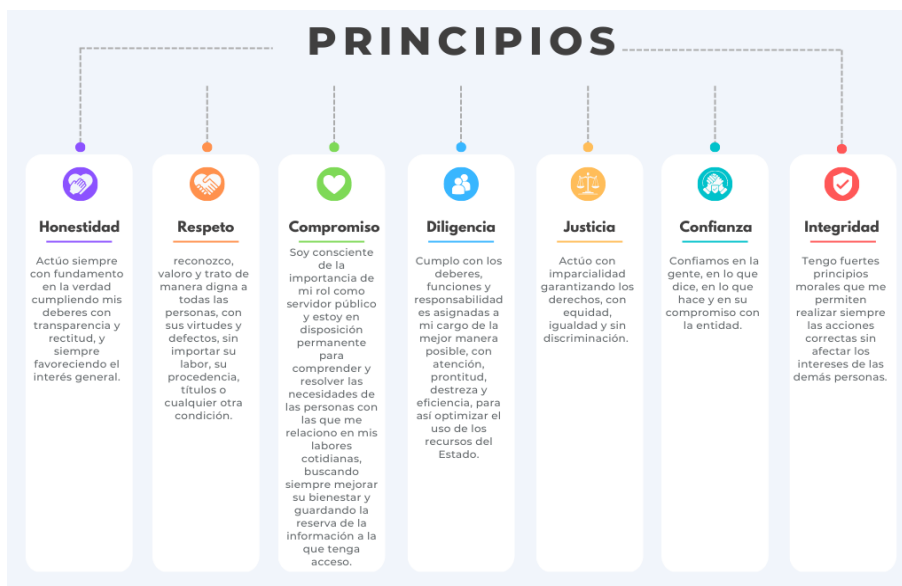 PRINCIPIOS
Honestidad
Actúo siempre
con fundamento
en la verdad
cumpliendo mis
deberes con
transparencia y
rectitud, y
siempre
favoreciendo el
interés general.
Respeto
reconozco,
valoro y trato de
manera digna a
todas las
personas, con
sus virtudes y
defectos, sin
importar su
labor, su
procedencia,
títulos o
cualquier otra
condición.
Compromiso
Soy consciente
de la
importancia de
mi rol como
servidor público
y estoy en
disposición
permanente
para
comprender y
resolver las
necesidades de
las personas con
las que me
relaciono en mis
labores
cotidianas,
buscando
siempre mejorar
su bienestar y
guardando la
reserva de la
información a la
que tenga
acceso.
Diligencia
Cumplo con los
deberes,
funciones y
responsabilidad
es asignadas a
mi cargo de la
mejor manera
posible, con
atención,
prontitud,
destreza y
eficiencia, para
así optimizar el
uso de los
recursos del
Estado.
Justicia
Actúo con
imparcialidad
garantizando los
derechos, con
equidad,
igualdad y sin
discriminación.
Confianza
Confiamos en la
gente, en lo que
dice, en lo que
hace y en su
compromiso con
la entidad.
Integridad
Tengo fuertes
principios
morales que me
permiten
realizar siempre
las acciones
correctas sin
afectar los
intereses de las
demás personas.